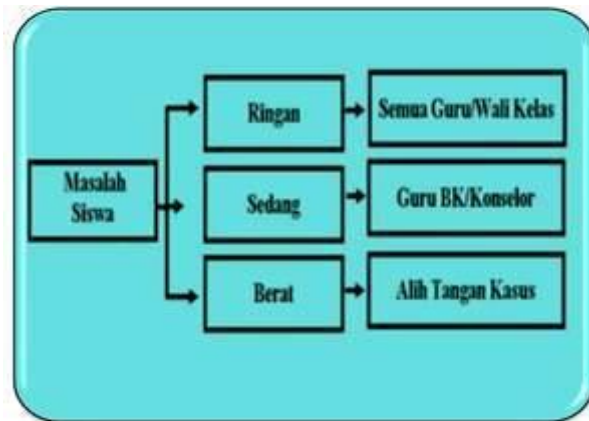 Masalah
Siswa
Ringan
Semua Guru/Wali Kelas
Sedang
Guru BK/Konselor
Berat
Alih Tangan Kasus